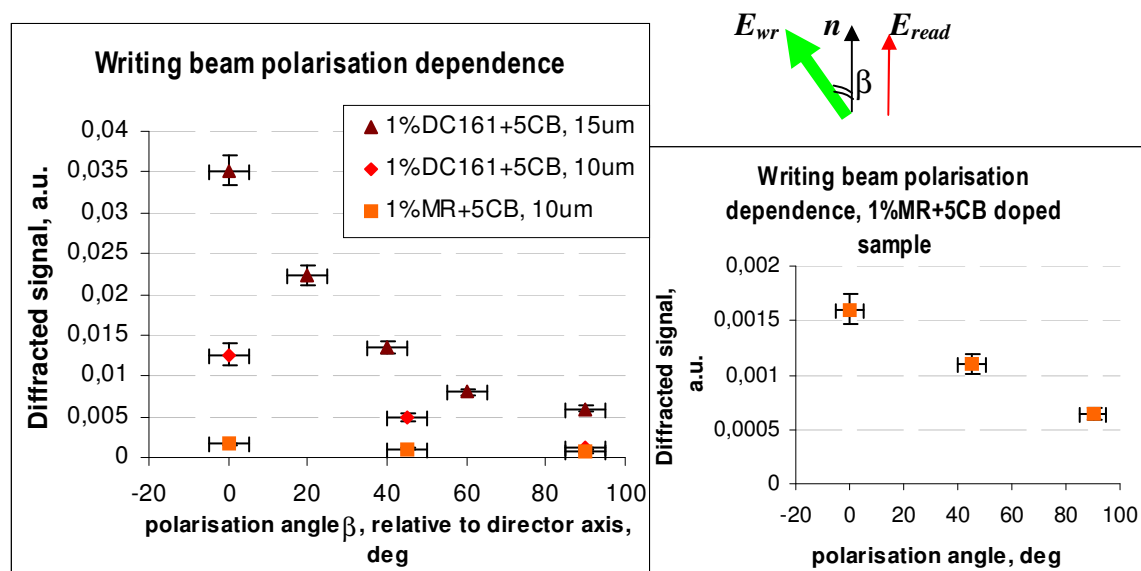 Writing beam polarisation dependence
1%DC161+5CB, 15um
1%DC161+5CB, 10um
1%MR+5CB, 10um
Diffracted signal, a.u.
0,04
0,035
0,03
0,025
0,02
0,015
0,01
0,005
0
-20 0 20 40 60 80 100
polarisation angle β, relative to director axis,
deg
E_wr n E_read
β
Writing beam polarisation
dependence, 1%MR+5CB doped
sample
Diffracted signal,
a.u.
0,002
0,0015
0,001
0,0005
0
-20 0 20 40 60 80 100
polarisation angle, deg